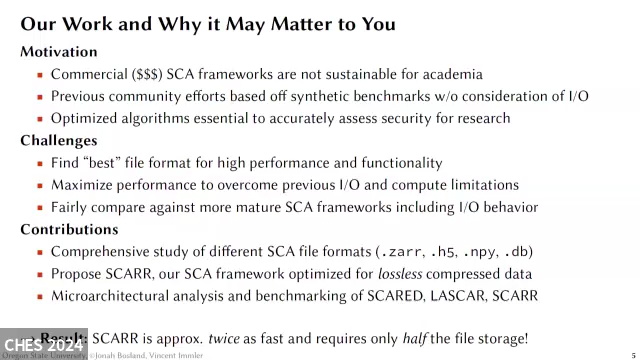 Our Work and Why it May Matter to You
Motivation
Commercial ($$$) SCA frameworks are not sustainable for academia
Previous community efforts based off synthetic benchmarks w/o consideration of I/O
Optimized algorithms essential to accurately assess security for research
Challenges
Find “best” file format for high performance and functionality
Maximize performance to overcome previous I/O and compute limitations
Fairly compare against more mature SCA frameworks including I/O behavior
Contributions
Comprehensive study of different SCA file formats (.zarr, .h5, .npy, .db)
Propose SCARR, our SCA framework optimized for lossless compressed data
Microarchitectural analysis and benchmarking of SCARED, LASCAR, SCARR
Result: SCARR is approx. twice as fast and requires only half the file storage!
CHES 2024
Oregon State University, ©Jonah Bosland, Vincent Immler
5